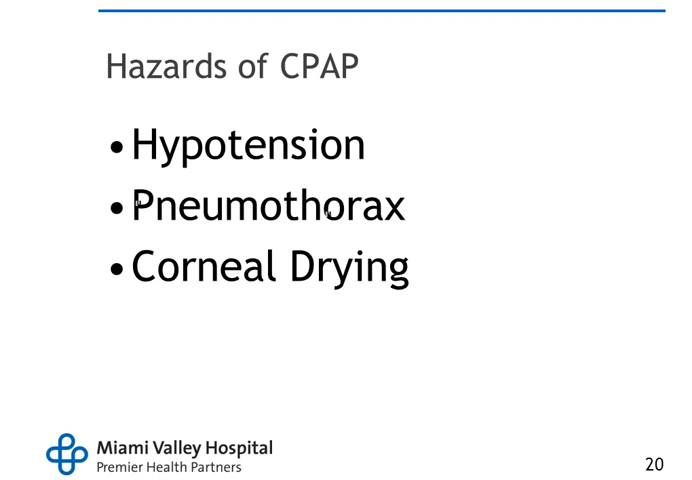 Hazards of CPAP
•Hypotension
•Pneumothorax
•Corneal Drying
Miami Valley Hospital
Premier Health Partners
20